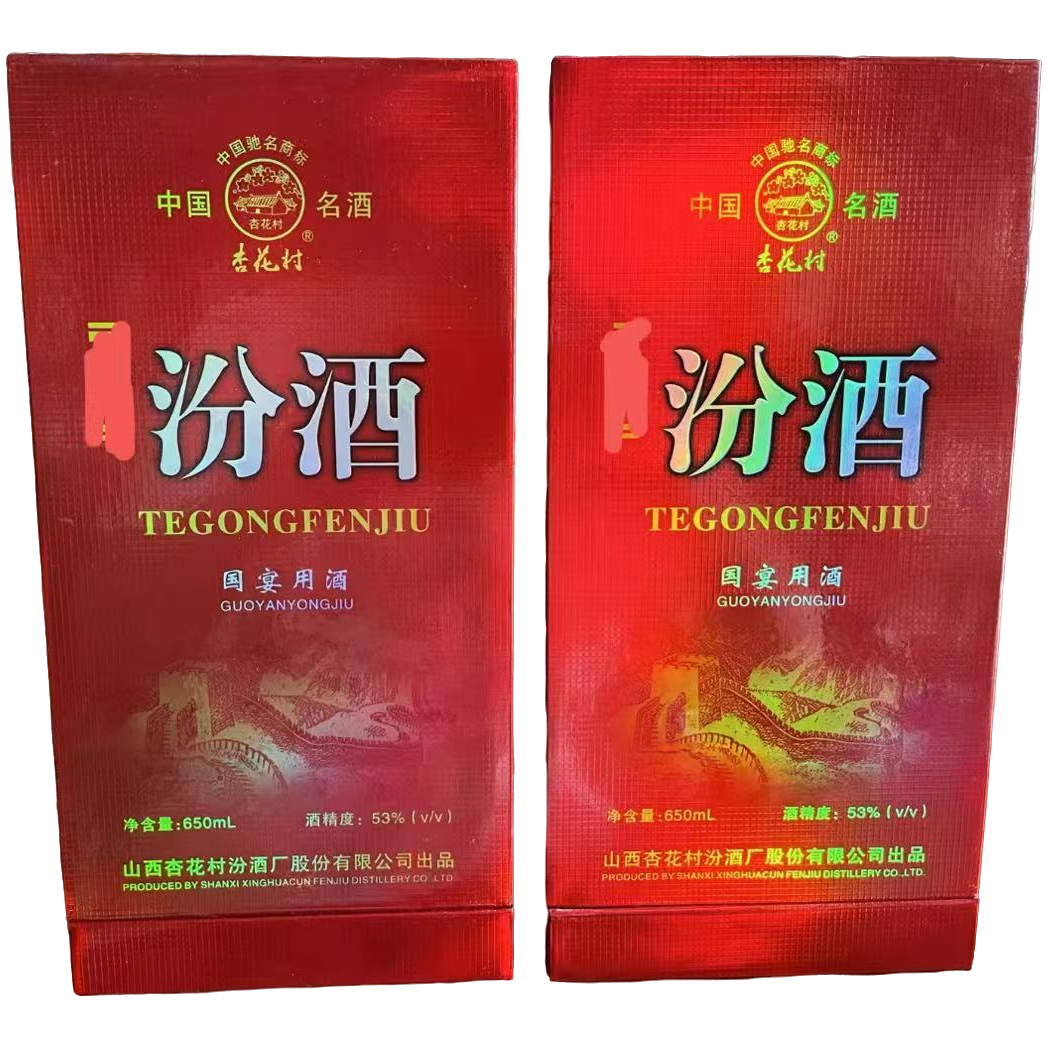 中国驰名商标
中国 名酒
杏花村
®
杏花村
汾酒
TEGONGFENJIU
国宴用酒
GUOYANYONGJIU
净含量:650mL 酒精度：53%(v/v)
山西杏花村汾酒厂股份有限公司出品
PRODUCED BY SHANXI XINGHUACUN FENJIU DISTILLERY CO.,LTD.
中国驰名商标
中国 名酒
杏花村
®
杏花村
汾酒
TEGONGFENJIU
国宴用酒
GUOYANYONGJIU
净含量:650mL 酒精度：53%(v/v)
山西杏花村汾酒厂股份有限公司出品
PRODUCED BY SHANXI XINGHUACUN FENJIU DISTILLERY CO.,LTD.